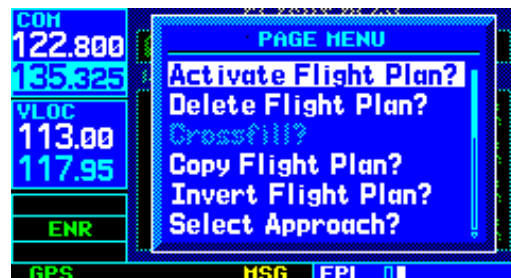 COM
122.800
135.325
VLOC
113.00
117.95
ENR
PAGE MENU
Activate Flight Plan?
Delete Flight Plan?
Crossfill?
Copy Flight Plan?
Invert Flight Plan?
Select Approach?
GPS MSG FPL